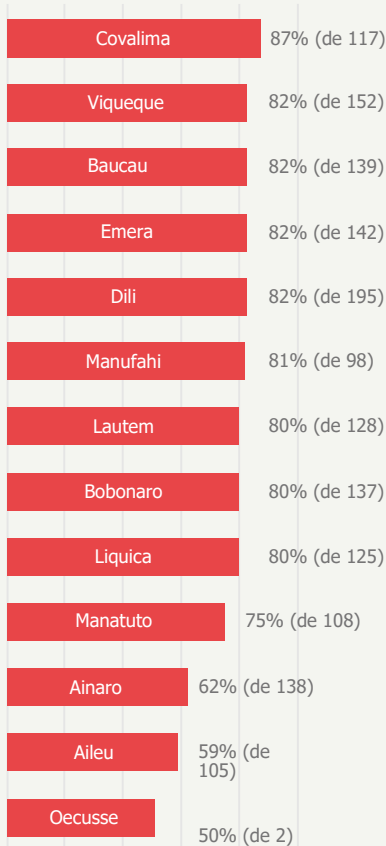 Covalima 87% (de 117)
Viqueque 82% (de 152)
Baucau 82% (de 139)
Emera 82% (de 142)
Dili 82% (de 195)
Manufahi 81% (de 98)
Lautem 80% (de 128)
Bobonaro 80% (de 137)
Liquica 80% (de 125)
Manatuto 75% (de 108)
Ainaro 62% (de 138)
Aileu 59% (de
105)
Oecusse 50% (de 2)